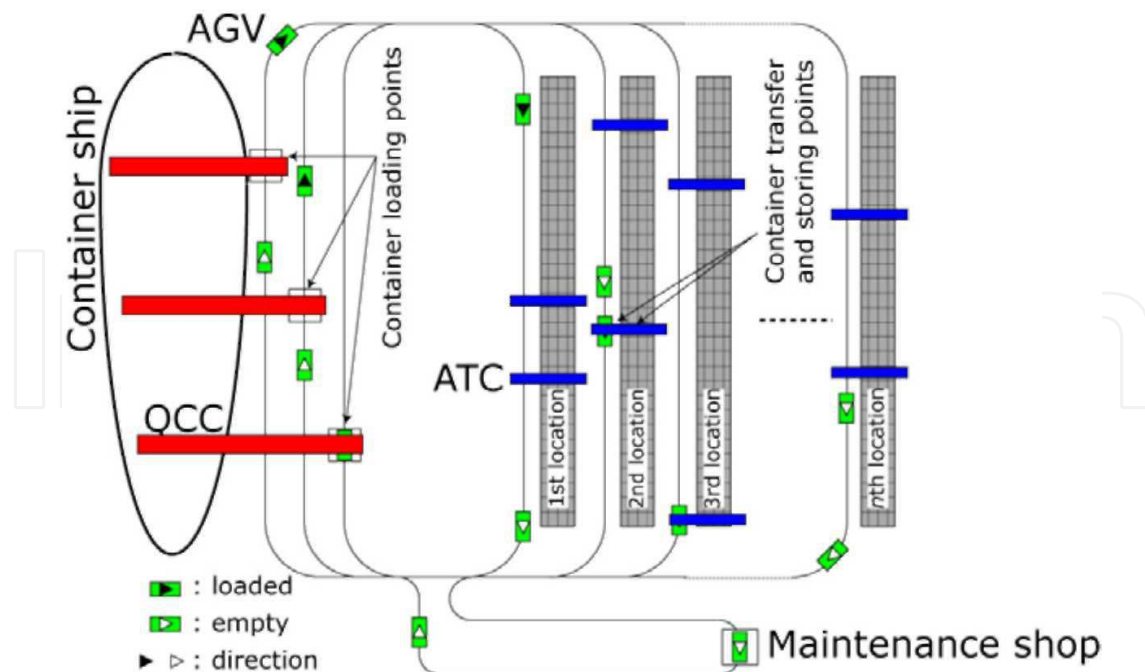 AGV
Container ship
Container loading points
Container transfer
and storing points
ATC
QCC
1st location
2nd location
3rd location
nth location
: loaded
: empty
: direction
Maintenance shop